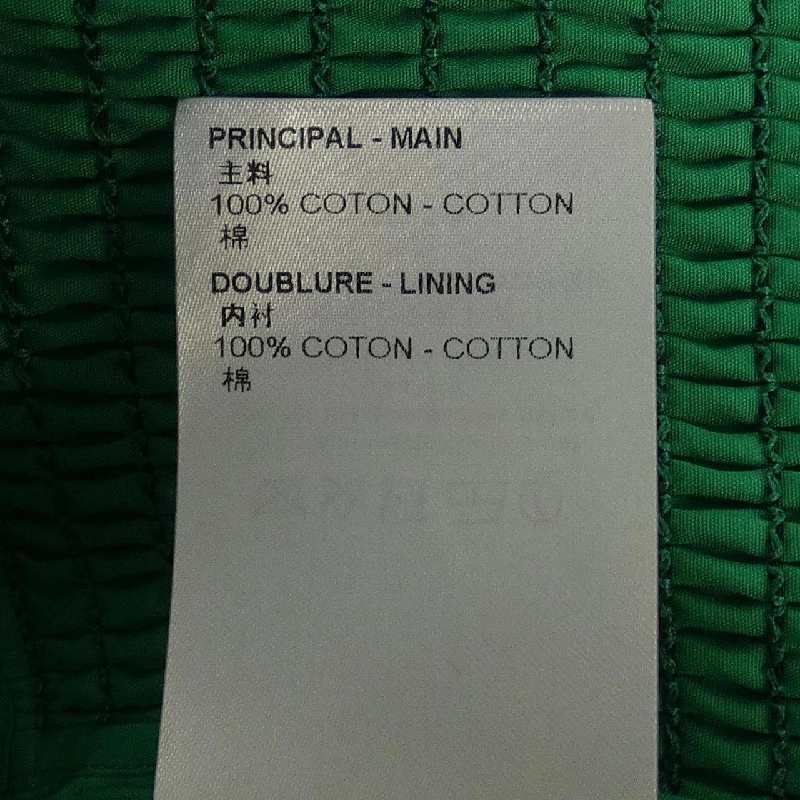 PRINCIPAL - MAIN
主料
100% COTON - COTTON
棉
DOUBLURE - LINING
内衬
100% COTON - COTTON
棉